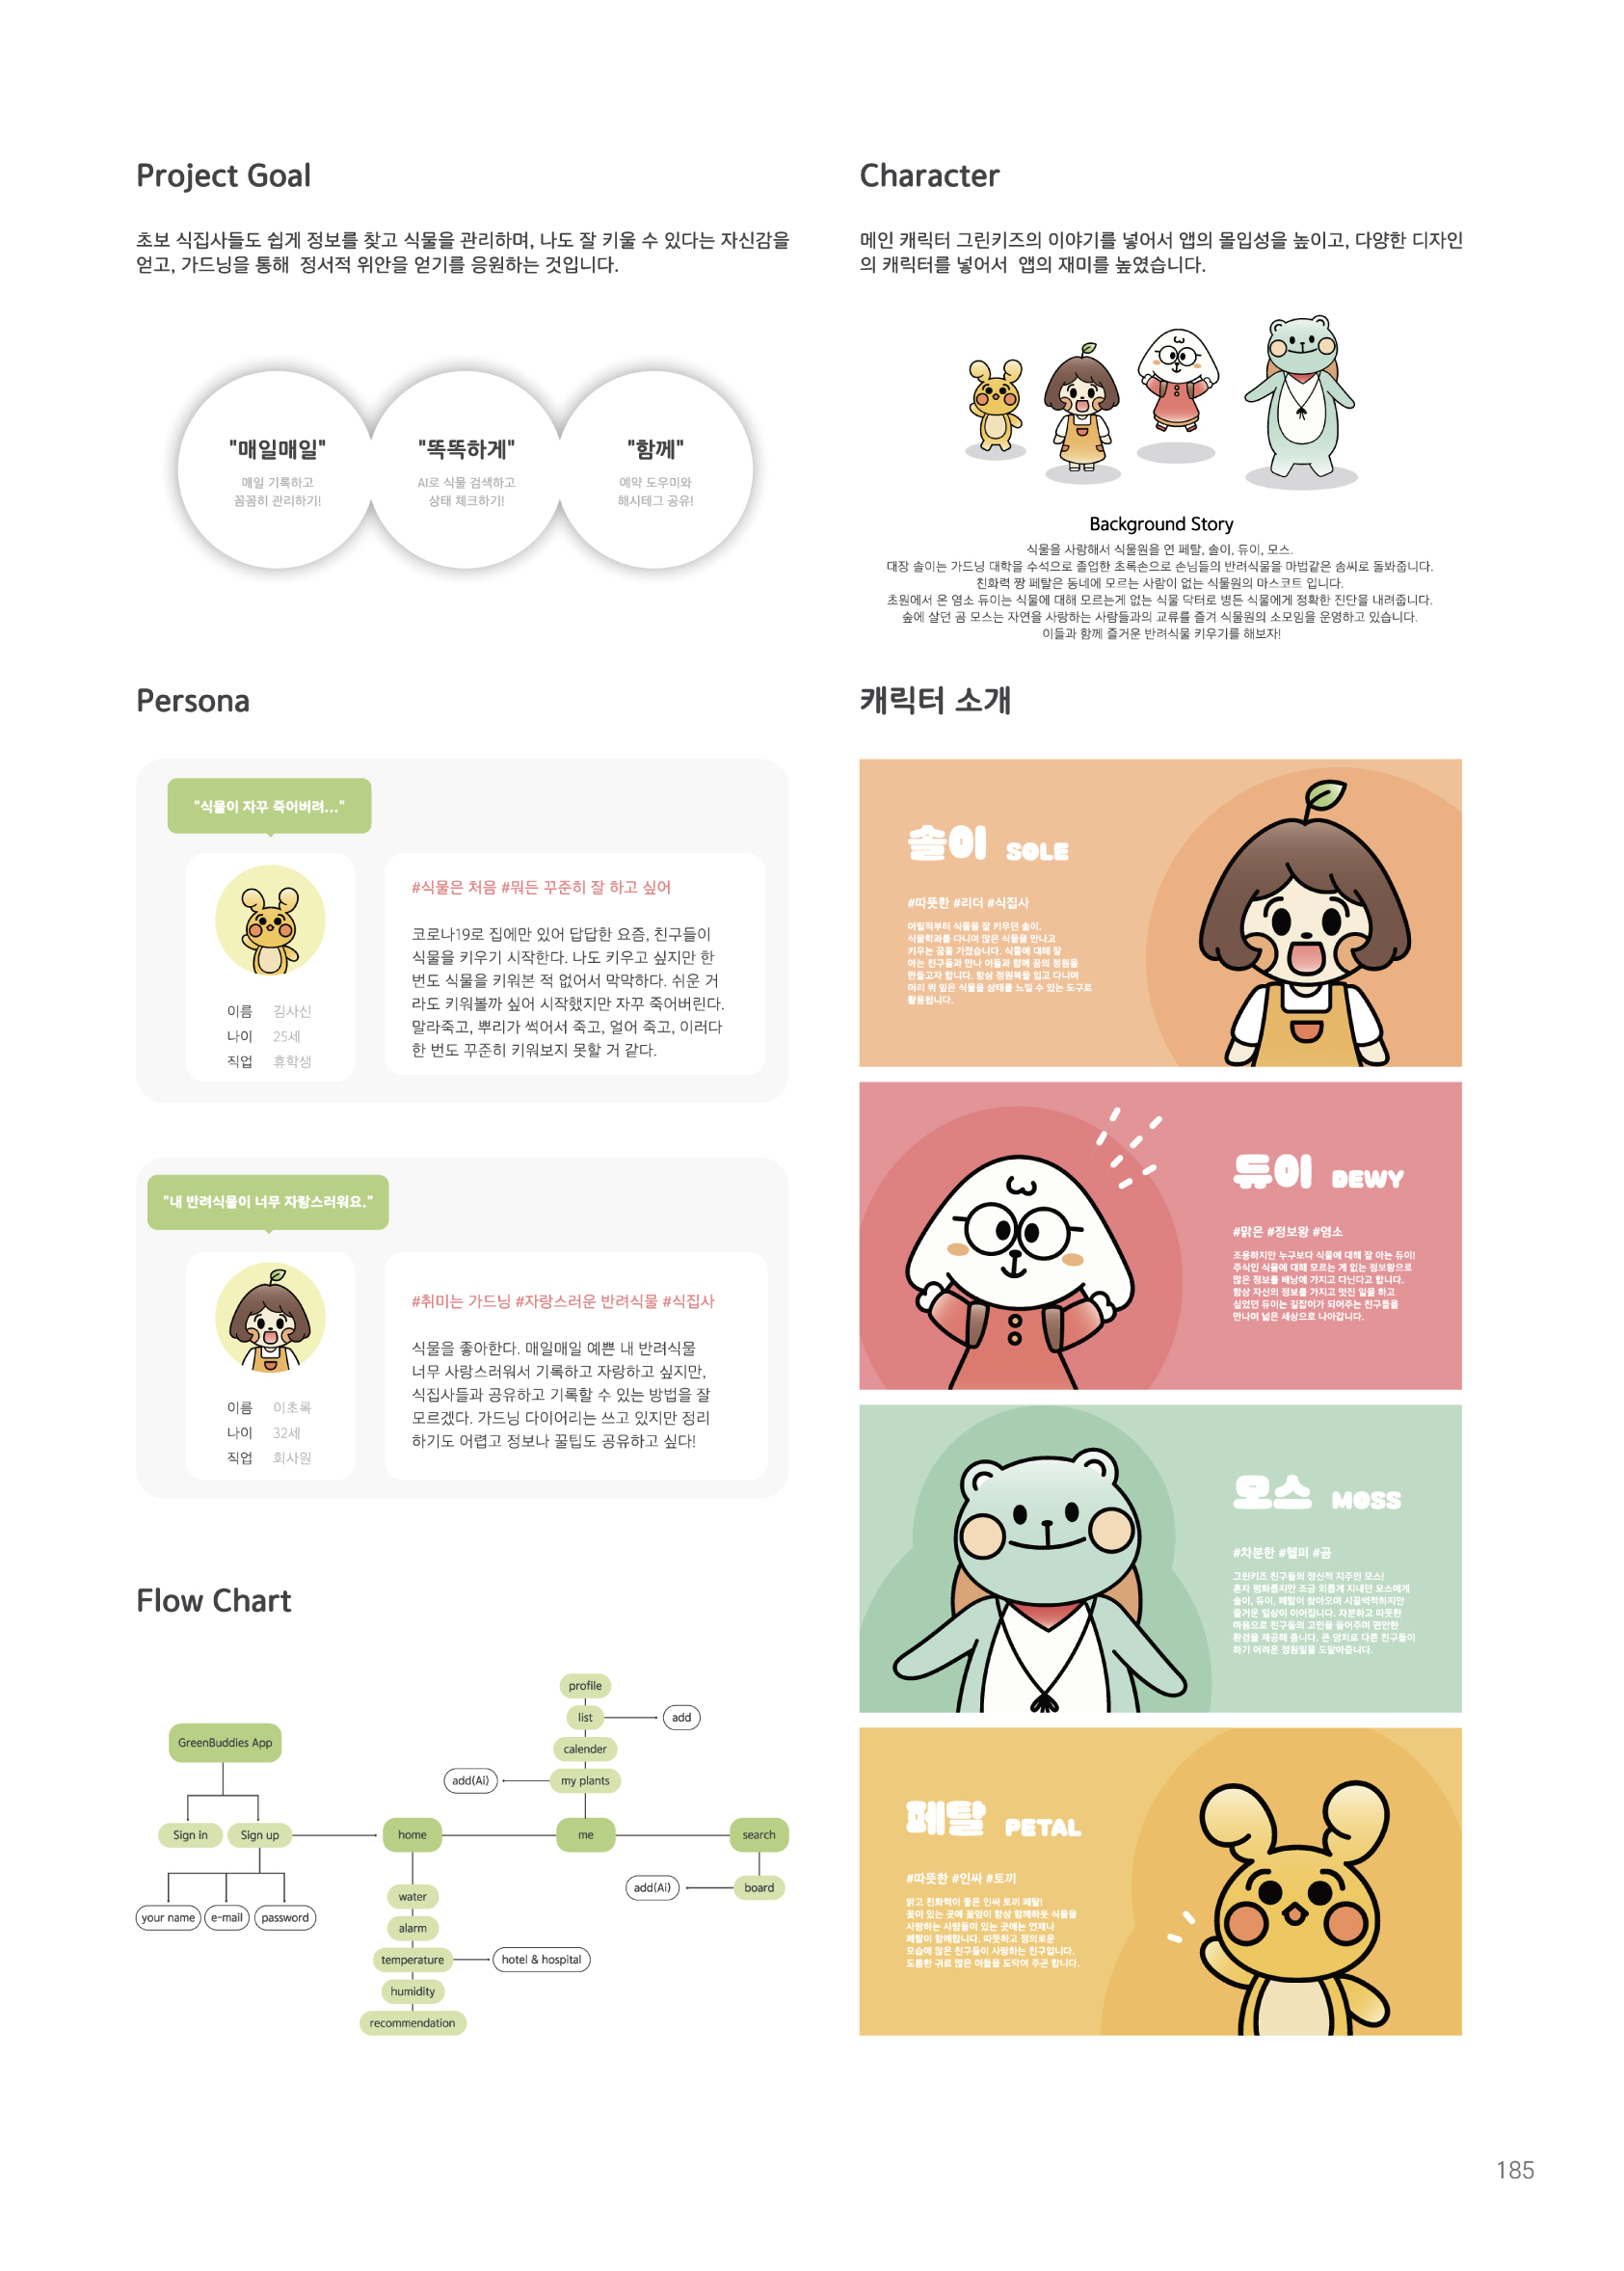 Project Goal
초보 식집사들도 쉽게 정보를 찾고 식물을 관리하며, 나도 잘 키울 수 있다는 자신감을
얻고, 가드닝을 통해 정서적 위안을 얻기를 응원하는 것입니다.
"매일매일"
매일 기록하고
꼼꼼히 관리하기!
"똑똑하게"
AI로 식물 검색하고
상태 체크하기!
"함께"
예약 도우미와
해시테그 공유!
Persona
"식물이 자꾸 죽어버려..."
이름 김사신
나이 25세
직업 휴학생
#식물은 처음 #뭐든 꾸준히 잘 하고 싶어
코로나19로 집에만 있어 답답한 요즘, 친구들이
식물을 키우기 시작한다. 나도 키우고 싶지만 한
번도 식물을 키워본 적 없어서 막막하다. 쉬운 거
라도 키워볼까 싶어 시작했지만 자꾸 죽어버린다.
말라죽고, 뿌리가 썩어서 죽고, 얼어 죽고, 이러다
한 번도 꾸준히 키워보지 못할 거 같다.
"내 반려식물이 너무 자랑스러워요."
이름 이초록
나이 32세
직업 회사원
#취미는 가드닝 #자랑스러운 반려식물 #식집사
식물을 좋아한다. 매일매일 예쁜 내 반려식물
너무 사랑스러워서 기록하고 자랑하고 싶지만,
식집사들과 공유하고 기록할 수 있는 방법을 잘
모르겠다. 가드닝 다이어리는 쓰고 있지만 정리
하기도 어렵고 정보나 꿀팁도 공유하고 싶다!
Flow Chart
GreenBuddies App
Sign in
Sign up
your name
e-mail
password
home
water
alarm
temperature
hotel & hospital
humidity
recommendation
profile
list
add
calender
my plants
add(Ai)
me
search
board
add(Ai)
Character
메인 캐릭터 그린키즈의 이야기를 넣어서 앱의 몰입성을 높이고, 다양한 디자인
의 캐릭터를 넣어서 앱의 재미를 높였습니다.
Background Story
식물을 사랑해서 식물원을 연 페탈, 솔이, 듀이, 모스.
대장 솔이는 가드닝 대학을 수석으로 졸업한 초록손으로 손님들의 반려식물을 마법같은 솜씨로 돌봐줍니다.
친화력 짱 페탈은 동네에 모르는 사람이 없는 식물원의 마스코트 입니다.
초원에서 온 염소 듀이는 식물에 대해 모르는게 없는 식물 닥터로 병든 식물에게 정확한 진단을 내려줍니다.
숲에 살던 곰 모스는 자연을 사랑하는 사람들과의 교류를 즐겨 식물원의 소모임을 운영하고 있습니다.
이들과 함께 즐거운 반려식물 키우기를 해보자!
캐릭터 소개
솔이 SOLE
#따뜻한 #리더 #식집사
어릴적부터 식물을 잘 키우던 솔이.
식물학과를 다니며 많은 식물을 만나고
키우는 꿈을 가졌습니다. 식물에 대해 잘
아는 친구들과 만나 이들과 함께 꿈의 정원을
만들고자 합니다. 항상 정원복을 입고 다니며
머리 위 잎은 식물을 상태를 느낄 수 있는 도구로
활용됩니다.
듀이 DEWY
#맑은 #정보왕 #염소
조용하지만 누구보다 식물에 대해 잘 아는 듀이!
주식인 식물에 대해 모르는 게 없는 정보왕으로
많은 정보를 배낭에 가지고 다닌다고 합니다.
항상 자신의 정보를 가지고 멋진 일을 하고
싶었던 듀이는 길잡이가 되어주는 친구들을
만나며 넓은 세상으로 나아갑니다.
모스 MOSS
#차분한 #헬퍼 #곰
그린키즈 친구들의 정신적 지주인 모스!
혼자 평화롭지만 조금 외롭게 지내던 모스에게
솔이, 듀이, 페탈이 찾아오며 시끌벅적하지만
즐거운 일상이 이어집니다. 차분하고 따뜻한
마음으로 친구들의 고민을 들어주며 편안한
환경을 제공해 줍니다. 큰 덩치로 다른 친구들이
하기 어려운 정원일을 도맡아줍니다.
페탈 PETAL
#따뜻한 #인싸 #토끼
밝고 친화력이 좋은 인싸 토끼 페탈!
꽃이 있는 곳에 꽃잎이 항상 함께하듯 식물을
사랑하는 사람들이 있는 곳에는 언제나
페탈이 함께합니다. 따뜻하고 정의로운
모습에 많은 친구들이 사랑하는 친구입니다.
도톰한 귀로 많은 이들을 도닥여 주곤 합니다.
185